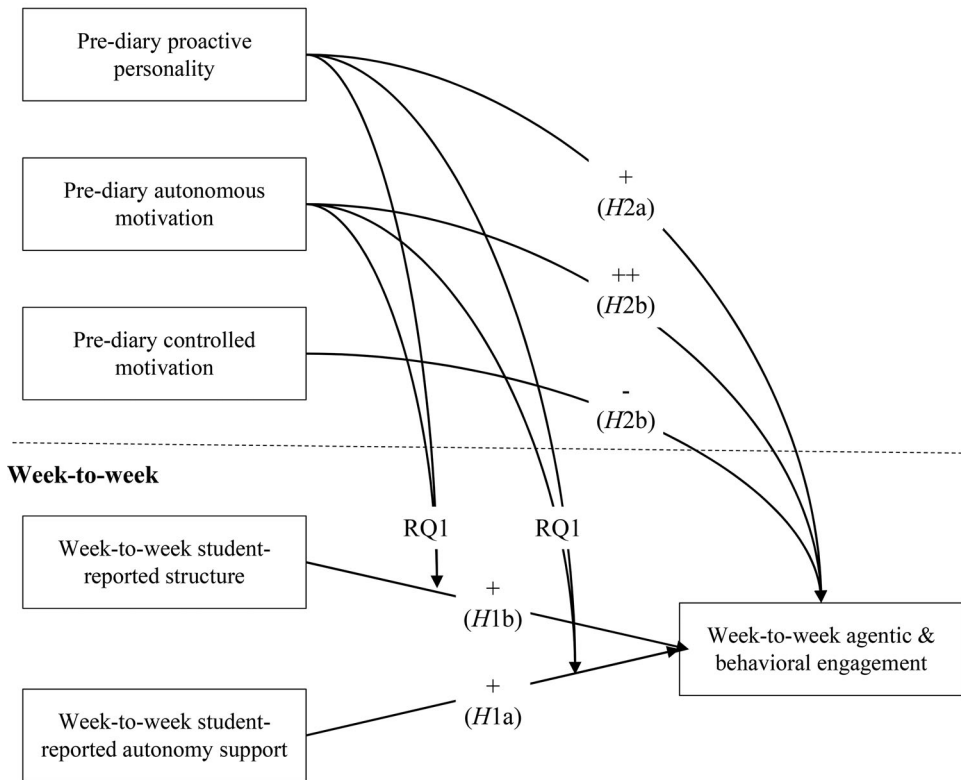 Pre-diary proactive
personality
Pre-diary autonomous
motivation
Pre-diary controlled
motivation
+
(H2a)
++
(H2b)
-
(H2b)
Week-to-week
RQ1
RQ1
Week-to-week student-
reported structure
+
(H1b)
Week-to-week agentic &
behavioral engagement
Week-to-week student-
reported autonomy support
+
(H1a)